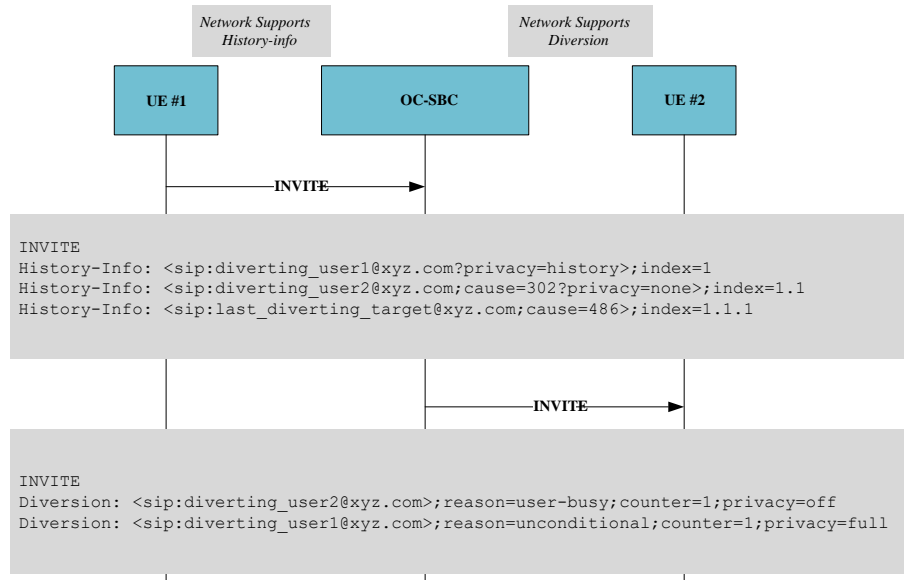 Network Supports
History-info
Network Supports
Diversion
UE #1
OC-SBC
UE #2
INVITE
INVITE
History-Info: <sip:diverting_user1@xyz.com?privacy=history>;index=1
History-Info: <sip:diverting_user2@xyz.com;cause=302?privacy=none>;index=1.1
History-Info: <sip:last_diverting_target@xyz.com;cause=486>;index=1.1.1
INVITE
INVITE
Diversion: <sip:diverting_user2@xyz.com>;reason=user-busy;counter=1;privacy=off
Diversion: <sip:diverting_user1@xyz.com>;reason=unconditional;counter=1;privacy=full